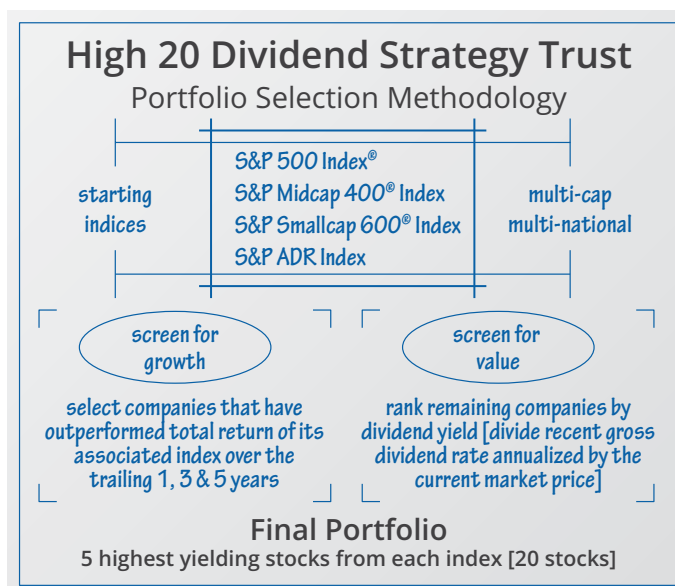 High 20 Dividend Strategy Trust
Portfolio Selection Methodology
starting
indices
S&P 500 Index®
S&P Midcap 400® Index
S&P Smallcap 600® Index
S&P ADR Index
multi-cap
multi-national
screen for
growth
select companies that have
outperformed total return of its
associated index over the
trailing 1, 3 & 5 years
screen for
value
rank remaining companies by
dividend yield [divide recent gross
dividend rate annualized by the
current market price]
Final Portfolio
5 highest yielding stocks from each index [20 stocks]